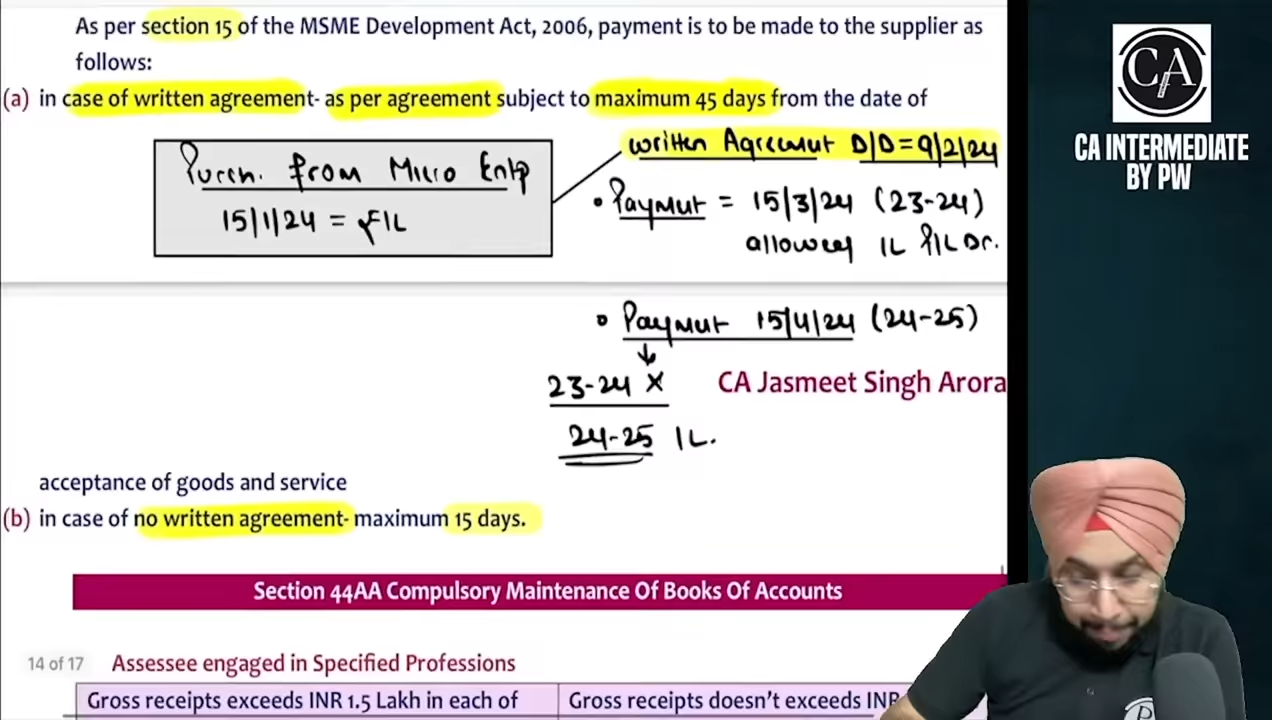 As per section 15 of the MSME Development Act, 2006, payment is to be made to the supplier as
follows:
(a) in case of written agreement- as per agreement subject to maximum 45 days from the date of
written Agreemut D/D = 9/2/24
Purch. from Micro Entp
15/1/24 = ₹1L
• Paymut = 15/3/24 (23-24)
allowed 1L P/L Dr.
• Paymut 15/4/24 (24-25)
23-24 X
24-25 1L.
CA Jasmeet Singh Arora
acceptance of goods and service
(b) in case of no written agreement- maximum 15 days.
Section 44AA Compulsory Maintenance Of Books Of Accounts
14 of 17
Assessee engaged in Specified Professions
Gross receipts exceeds INR 1.5 Lakh in each of
Gross receipts doesn't exceeds INR
CA
CA INTERMEDIATE
BY PW